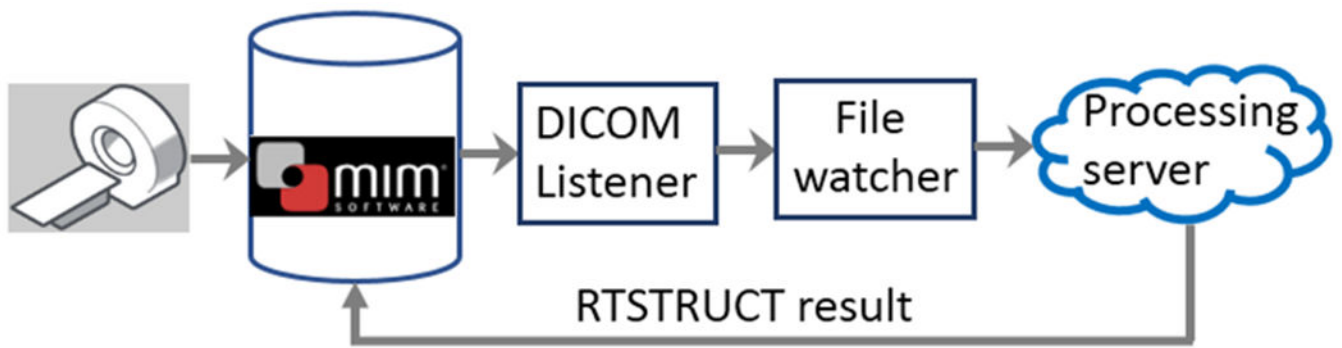 mim
SOFTWARE
DICOM
Listener
File
watcher
Processing
server
RTSTRUCT result